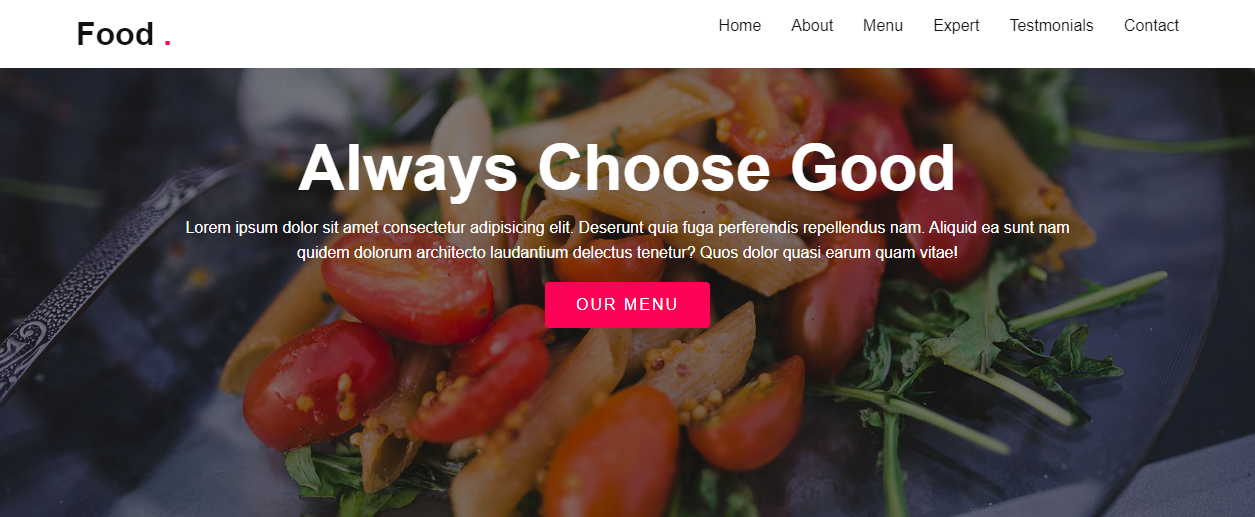 Food .
Home About Menu Expert Testmonials Contact
Always Choose Good
Lorem ipsum dolor sit amet consectetur adipisicing elit. Deserunt quia fuga perferendis repellendus nam. Aliquid ea sunt nam
quidem dolorum architecto laudantium delectus tenetur? Quos dolor quasi earum quam vitae!
OUR MENU